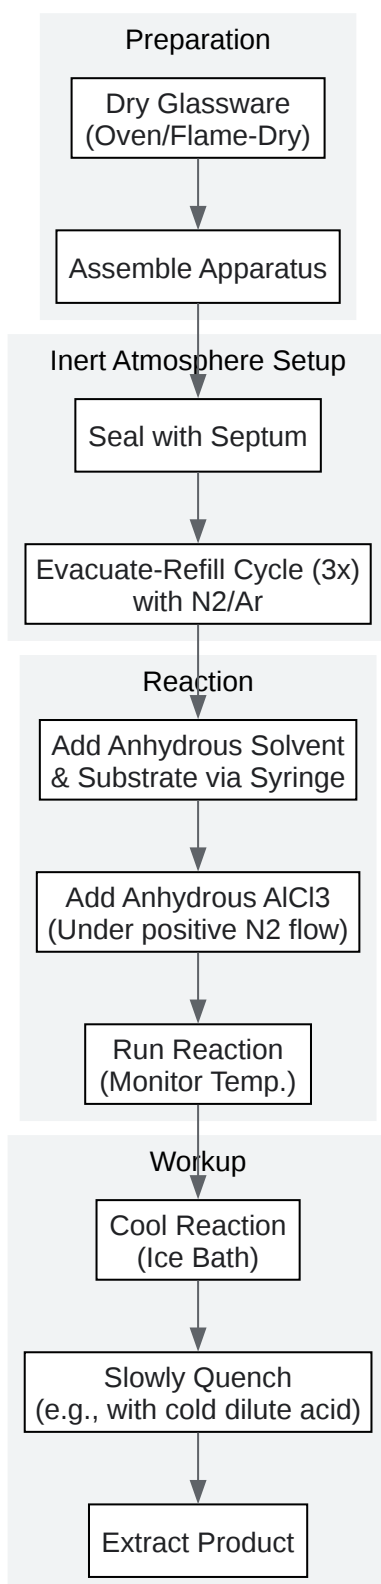 Preparation
Dry Glassware
(Oven/Flame-Dry)
Assemble Apparatus
Inert Atmosphere Setup
Seal with Septum
Evacuate-Refill Cycle (3x)
with N2/Ar
Reaction
Add Anhydrous Solvent
& Substrate via Syringe
Add Anhydrous AlCl3
(Under positive N2 flow)
Run Reaction
(Monitor Temp.)
Workup
Cool Reaction
(Ice Bath)
Slowly Quench
(e.g., with cold dilute acid)
Extract Product